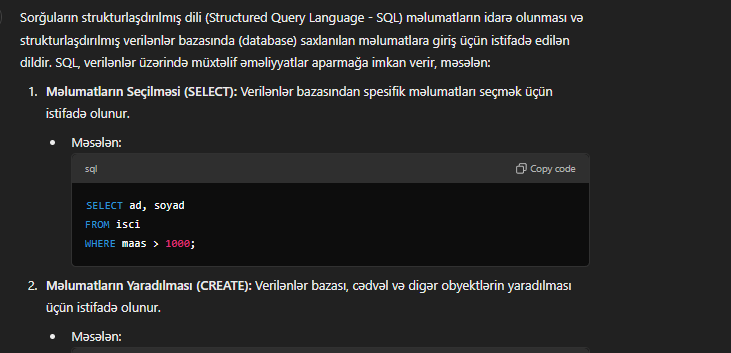 Sorğuların strukturlaşdırılmış dili (Structured Query Language - SQL) məlumatların idarə olunması və
strukturlaşdırılmış verilənlər bazasında (database) saxlanılan məlumatlara giriş üçün istifadə edilən
dildir. SQL, verilənlər üzərində müxtəlif əməliyyatlar aparmağa imkan verir, məsələn:
1. Məlumatların Seçilməsi (SELECT): Verilənlər bazasından spesifik məlumatları seçmək üçün
istifadə olunur.
• Məsələn:
sql
Copy code
SELECT ad, soyad
FROM isci
WHERE maas > 1000;
2. Məlumatların Yaradılması (CREATE): Verilənlər bazası, cədvəl və digər obyektlərin yaradılması
üçün istifadə olunur.
• Məsələn: